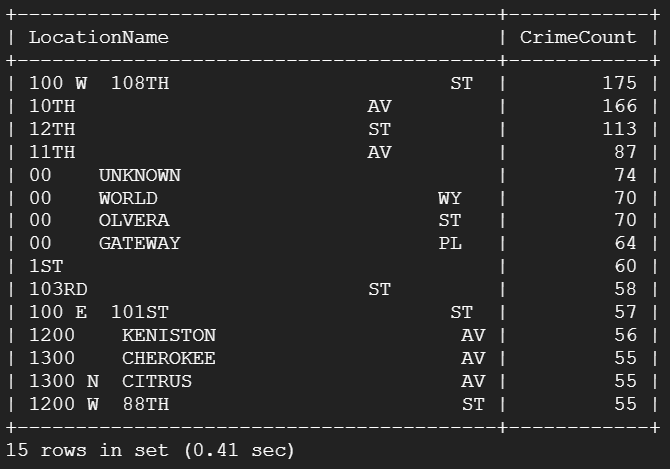 +-----------------------------------------+------------+
| LocationName                            | CrimeCount |
+-----------------------------------------+------------+
| 100 W  108TH                        ST  |        175 |
| 10TH                         AV         |        166 |
| 12TH                         ST         |        113 |
| 11TH                         AV         |         87 |
| 00    UNKNOWN                           |         74 |
| 00    WORLD                        WY   |         70 |
| 00    OLVERA                       ST   |         70 |
| 00    GATEWAY                      PL   |         64 |
| 1ST                                     |         60 |
| 103RD                        ST         |         58 |
| 100 E  101ST                        ST  |         57 |
| 1200    KENISTON                     AV |         56 |
| 1300    CHEROKEE                     AV |         55 |
| 1300 N  CITRUS                       AV |         55 |
| 1200 W  88TH                         ST |         55 |
+-----------------------------------------+------------+
15 rows in set (0.41 sec)